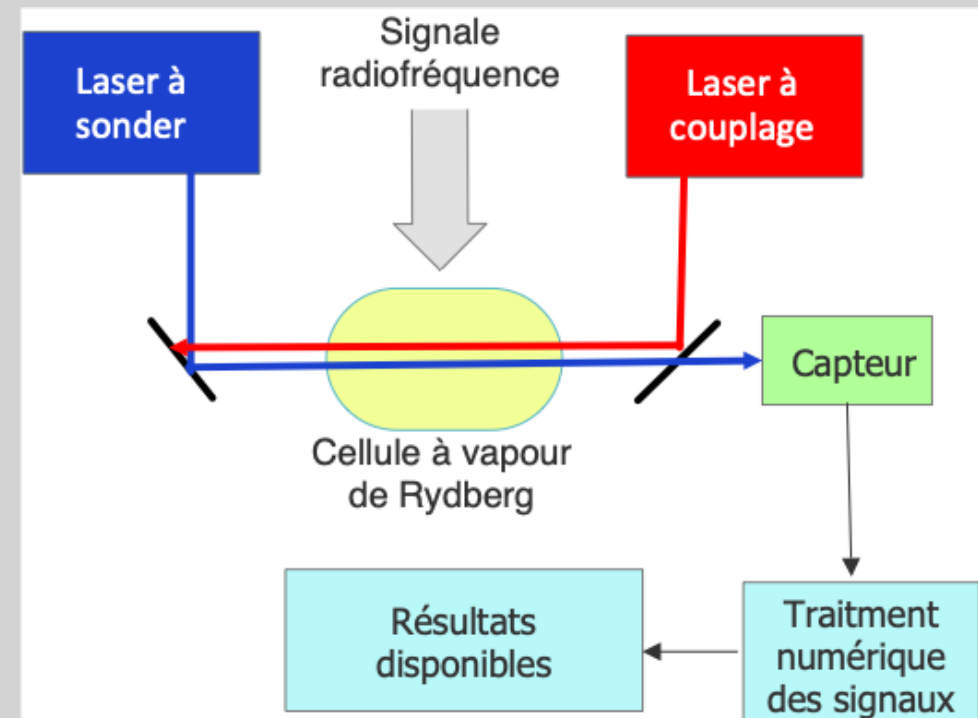 Signale
radiofréquence
Laser à
sonder
Laser à
couplage
Capteur
Cellule à vapour
de Rydberg
Résultats
disponibles
Traitment
numérique
des signaux